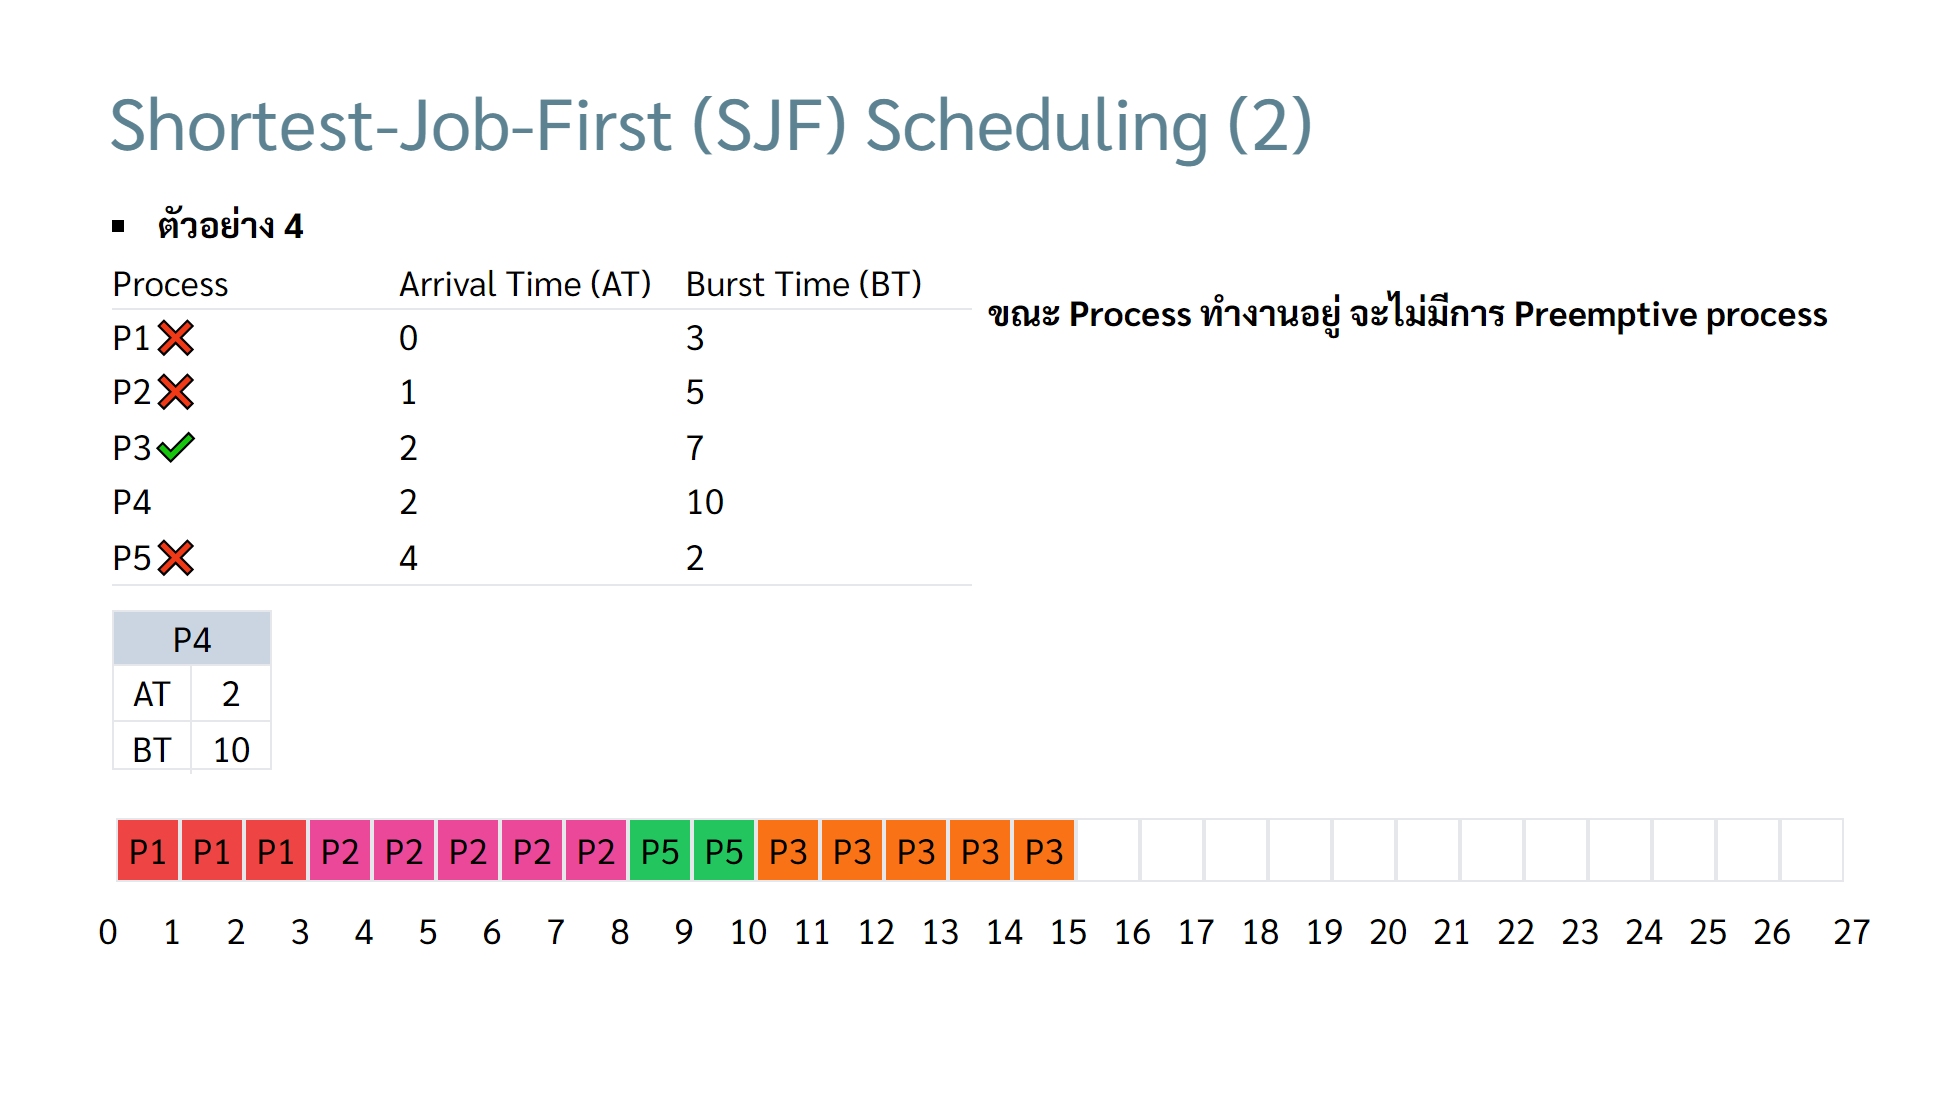 Shortest-Job-First (SJF) Scheduling (2)
ตัวอย่าง 4
Process Arrival Time (AT) Burst Time (BT)
ขณะ Process ทำงานอยู่ จะไม่มีการ Preemptive process
P1 0 3
P2 1 5
P3 2 7
P4 2 10
P5 4 2
P4
AT 2
BT 10
P1 P1 P1 P2 P2 P2 P2 P2 P5 P5 P3 P3 P3 P3 P3
0 1 2 3 4 5 6 7 8 9 10 11 12 13 14 15 16 17 18 19 20 21 22 23 24 25 26 27